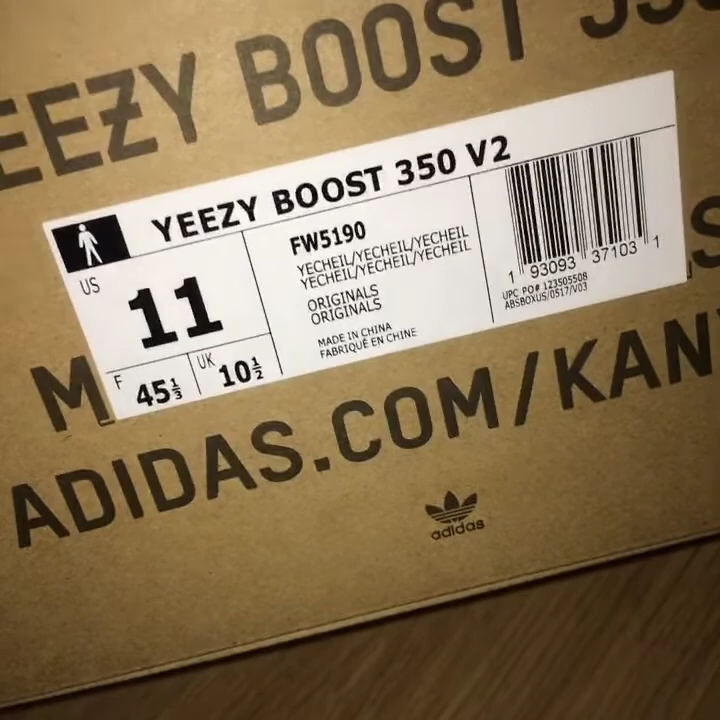 EEZY BOOST 35
YEEZY BOOST 350 V2
US
11
F 45⅓
UK 10½
FW5190
YECHEIL/YECHEIL/YECHEIL
YECHEIL/YECHEIL/YECHEIL
ORIGINALS
ORIGINALS
MADE IN CHINA
FABRIQUÉ EN CHINE
1 93093 37103 1
UPC PO# 123505508
ABSBOXUS/0517/V03
M
S
ADIDAS.COM/KAN
adidas